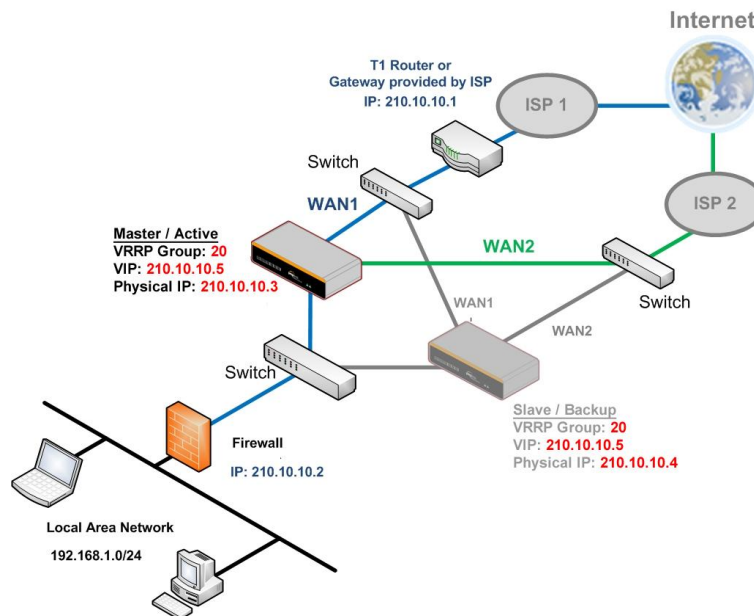 Internet
T1 Router or
Gateway provided by ISP
IP: 210.10.10.1
ISP 1
Switch
WAN1
ISP 2
Master / Active
VRRP Group: 20
VIP: 210.10.10.5
Physical IP: 210.10.10.3
WAN2
Switch
WAN1
WAN2
Switch
Slave / Backup
VRRP Group: 20
VIP: 210.10.10.5
Physical IP: 210.10.10.4
Firewall
IP: 210.10.10.2
Local Area Network
192.168.1.0/24